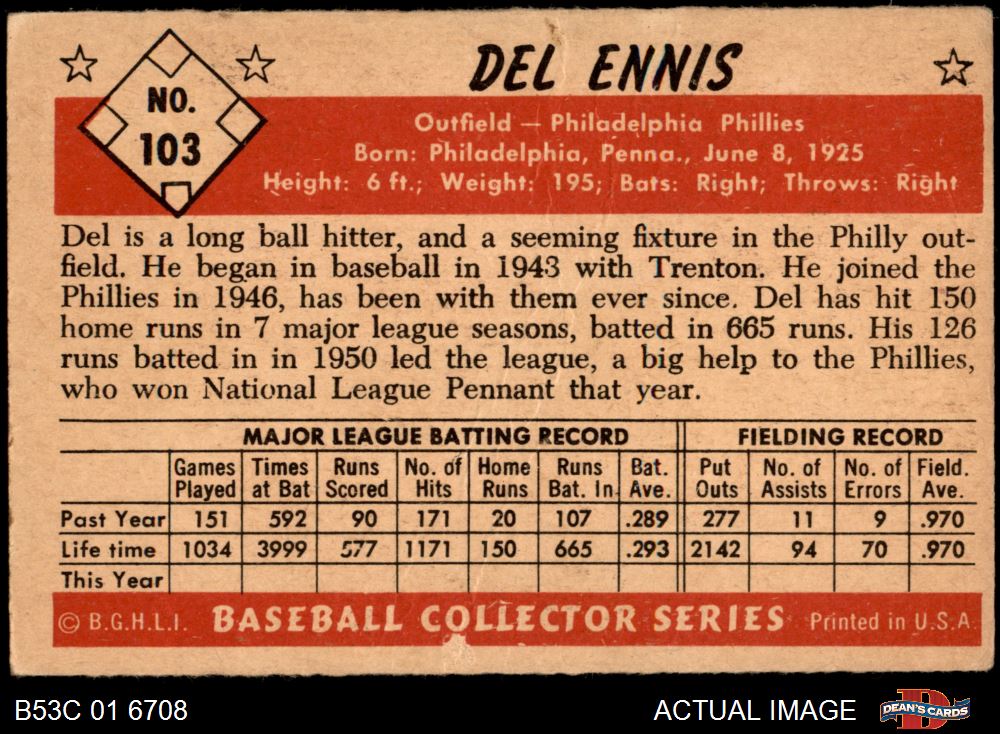 DEL ENNIS
NO.
103
Outfield — Philadelphia Phillies
Born: Philadelphia, Penna., June 8, 1925
Height: 6 ft.; Weight: 195; Bats: Right; Throws: Right
Del is a long ball hitter, and a seeming fixture in the Philly out-
field. He began in baseball in 1943 with Trenton. He joined the
Phillies in 1946, has been with them ever since. Del has hit 150
home runs in 7 major league seasons, batted in 665 runs. His 126
runs batted in in 1950 led the league, a big help to the Phillies,
who won National League Pennant that year.
MAJOR LEAGUE BATTING RECORD FIELDING RECORD
Games Times Runs No. of Home Runs Bat. Put No. of No. of Field.
Played at Bat Scored Hits Runs Bat. In Ave. Outs Assists Errors Ave.
Past Year 151 592 90 171 20 107 .289 277 11 9 .970
Life time 1034 3999 577 1171 150 665 .293 2142 94 70 .970
This Year
© B.G.H.L.I. BASEBALL COLLECTOR SERIES Printed in U.S.A.
B53C 01 6708 ACTUAL IMAGE DEAN'S CARDS